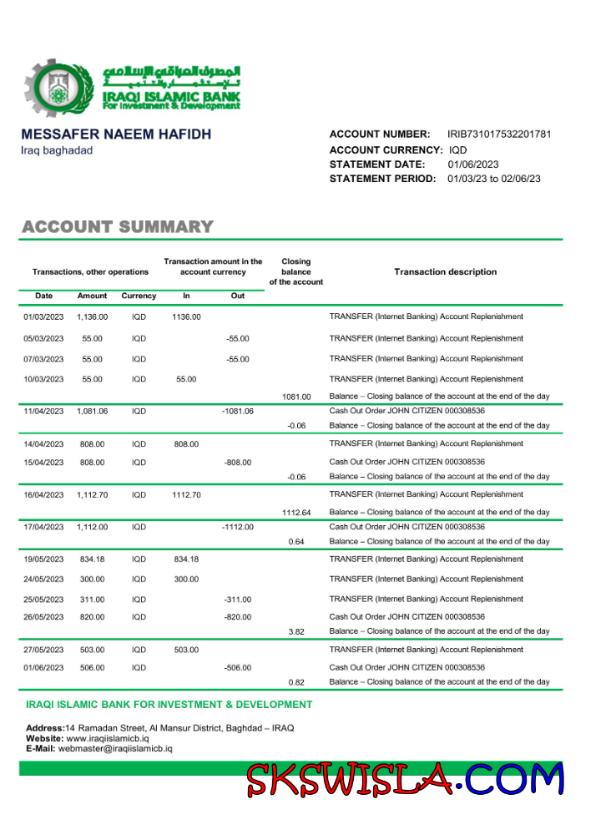 المصرف العراقي الإسلامي
للإستثمار والتنمية
IRAQI ISLAMIC BANK
For Investment & Development
MESSAFER NAEEM HAFIDH
Iraq baghadad
ACCOUNT NUMBER: IRIB731017532201781
ACCOUNT CURRENCY: IQD
STATEMENT DATE: 01/06/2023
STATEMENT PERIOD: 01/03/23 to 02/06/23
ACCOUNT SUMMARY
Transactions, other operations
Transaction amount in the account currency
Closing balance of the account
Transaction description
Date Amount Currency In Out
01/03/2023 1,136.00 IQD 1136.00 TRANSFER (Internet Banking) Account Replenishment
05/03/2023 55.00 IQD -55.00 TRANSFER (Internet Banking) Account Replenishment
07/03/2023 55.00 IQD -55.00 TRANSFER (Internet Banking) Account Replenishment
10/03/2023 55.00 IQD 55.00 TRANSFER (Internet Banking) Account Replenishment
1081.00 Balance – Closing balance of the account at the end of the day
11/04/2023 1,081.06 IQD -1081.06 Cash Out Order JOHN CITIZEN 000308536
-0.06 Balance – Closing balance of the account at the end of the day
14/04/2023 808.00 IQD 808.00 TRANSFER (Internet Banking) Account Replenishment
15/04/2023 808.00 IQD -808.00 Cash Out Order JOHN CITIZEN 000308536
-0.06 Balance – Closing balance of the account at the end of the day
16/04/2023 1,112.70 IQD 1112.70 TRANSFER (Internet Banking) Account Replenishment
1112.64 Balance – Closing balance of the account at the end of the day
17/04/2023 1,112.00 IQD -1112.00 Cash Out Order JOHN CITIZEN 000308536
0.64 Balance – Closing balance of the account at the end of the day
19/05/2023 834.18 IQD 834.18 TRANSFER (Internet Banking) Account Replenishment
24/05/2023 300.00 IQD 300.00 TRANSFER (Internet Banking) Account Replenishment
25/05/2023 311.00 IQD -311.00 TRANSFER (Internet Banking) Account Replenishment
26/05/2023 820.00 IQD -820.00 Cash Out Order JOHN CITIZEN 000308536
3.82 Balance – Closing balance of the account at the end of the day
27/05/2023 503.00 IQD 503.00 TRANSFER (Internet Banking) Account Replenishment
01/06/2023 506.00 IQD -506.00 Cash Out Order JOHN CITIZEN 000308536
0.82 Balance – Closing balance of the account at the end of the day
IRAQI ISLAMIC BANK FOR INVESTMENT & DEVELOPMENT
Address:14 Ramadan Street, Al Mansur District, Baghdad – IRAQ
Website: www.iraqiislamicb.iq
E-Mail: webmaster@iraqiislamicb.iq
SKSWISLA.COM